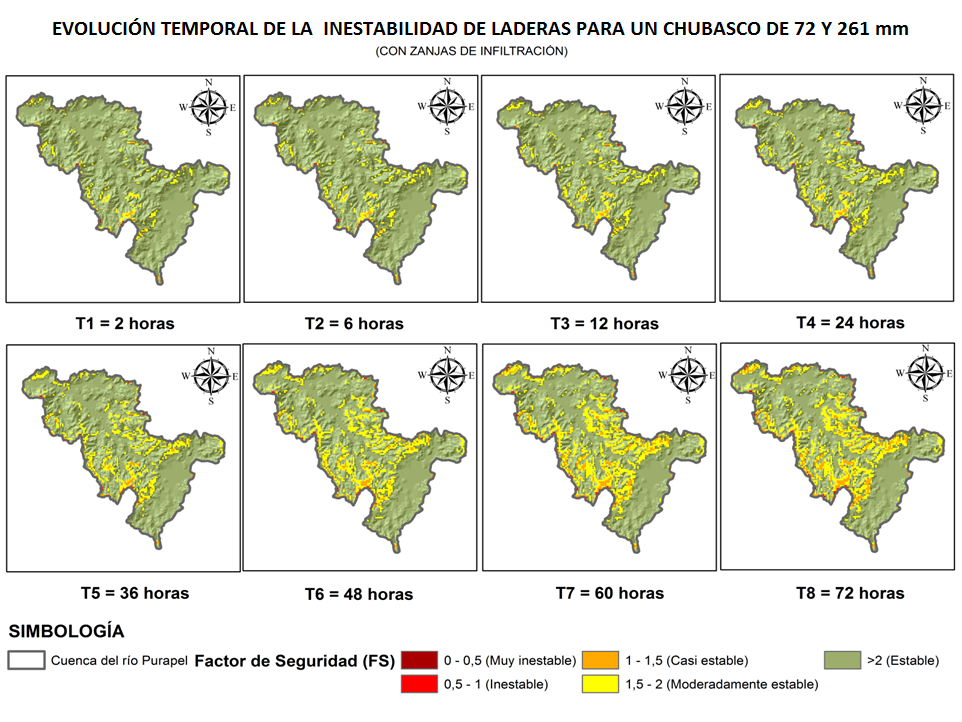 EVOLUCIÓN TEMPORAL DE LA  INESTABILIDAD DE LADERAS PARA UN CHUBASCO DE 72 Y 261 mm
(CON ZANJAS DE INFILTRACIÓN)
N
W E
S
N
W E
S
N
W E
S
N
W E
S
T1 = 2 horas
T2 = 6 horas
T3 = 12 horas
T4 = 24 horas
N
W E
S
N
W E
S
N
W E
S
N
W E
S
T5 = 36 horas
T6 = 48 horas
T7 = 60 horas
T8 = 72 horas
SIMBOLOGÍA
Cuenca del río Purapel
Factor de Seguridad (FS)
0 - 0,5 (Muy inestable)
1 - 1,5 (Casi estable)
>2 (Estable)
0,5 - 1 (Inestable)
1,5 - 2 (Moderadamente estable)